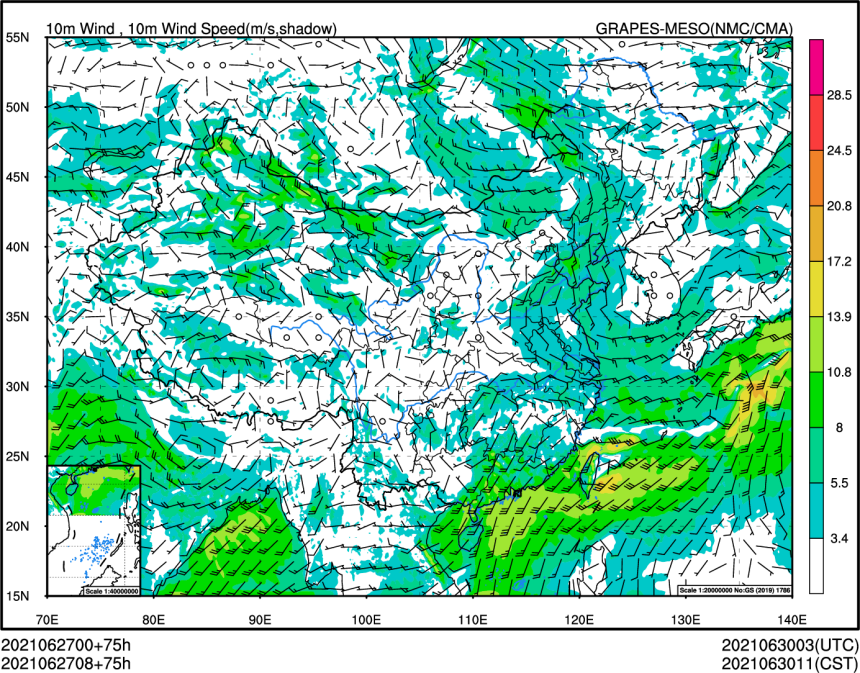 10m Wind , 10m Wind Speed(m/s,shadow) GRAPES-MESO(NMC/CMA)
55N
50N
45N
40N
35N
30N
25N
20N
15N
28.5
24.5
20.8
17.2
13.9
10.8
8
5.5
3.4
Scale 1:40000000
Scale 1:20000000 No:GS (2019) 1786
70E 80E 90E 100E 110E 120E 130E 140E
2021062700+75h 2021063003(UTC)
2021062708+75h 2021063011(CST)